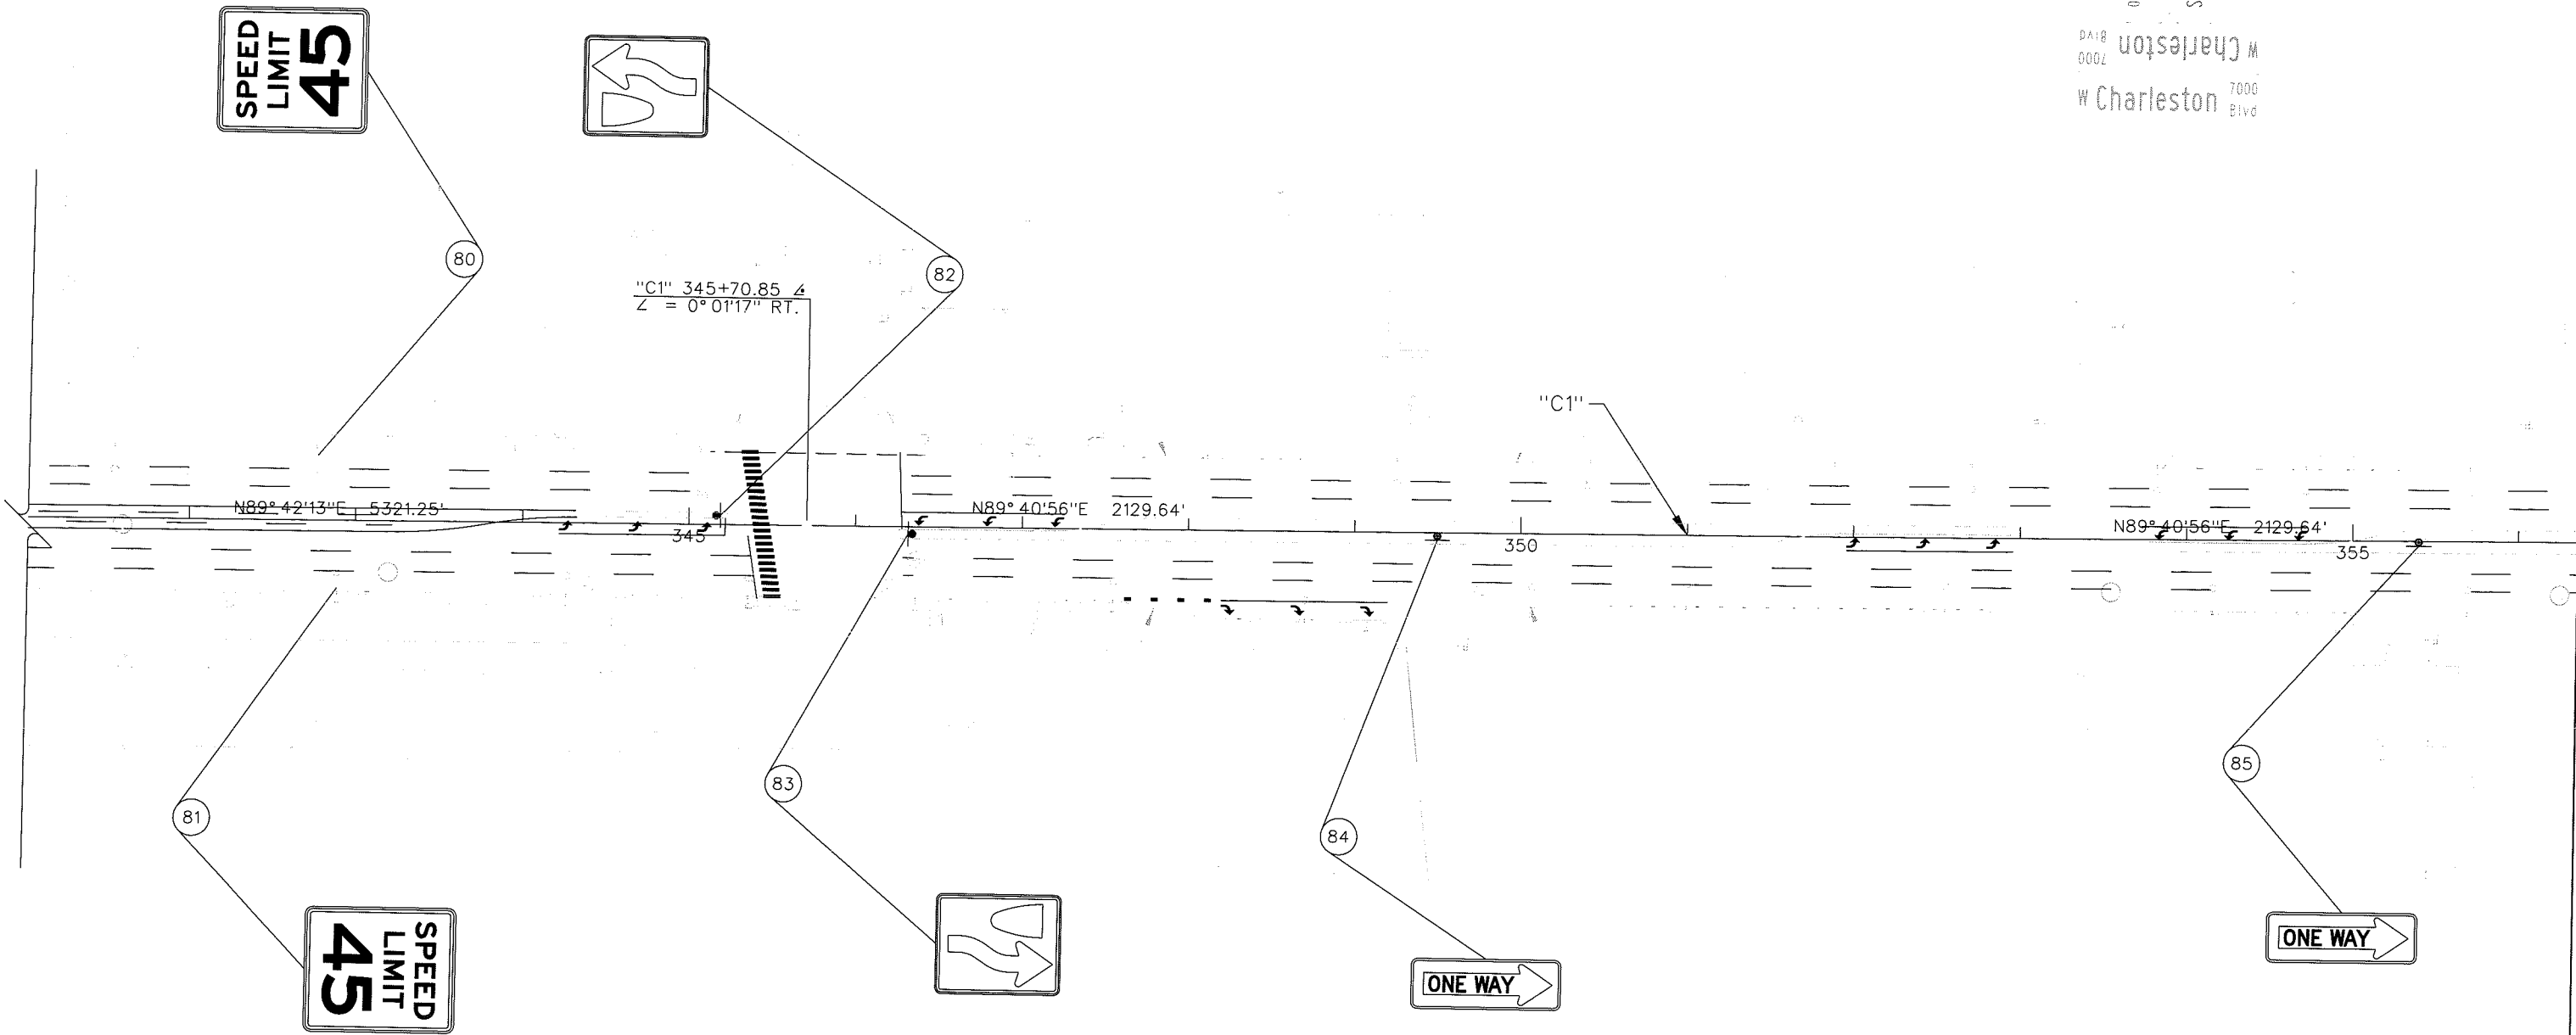 SPEED
LIMIT
45
W Charleston 7000 Blvd
W Charleston 7000 Blvd
80
82
"C1" 345+70.85 ∡
∠ = 0°01'17" RT.
"C1"
N89°42'13"E 5321.25'
N89°40'56"E 2129.64'
N89°40'56"E 2129.64'
345
350
355
81
83
84
85
SPEED
LIMIT
45
ONE WAY
ONE WAY